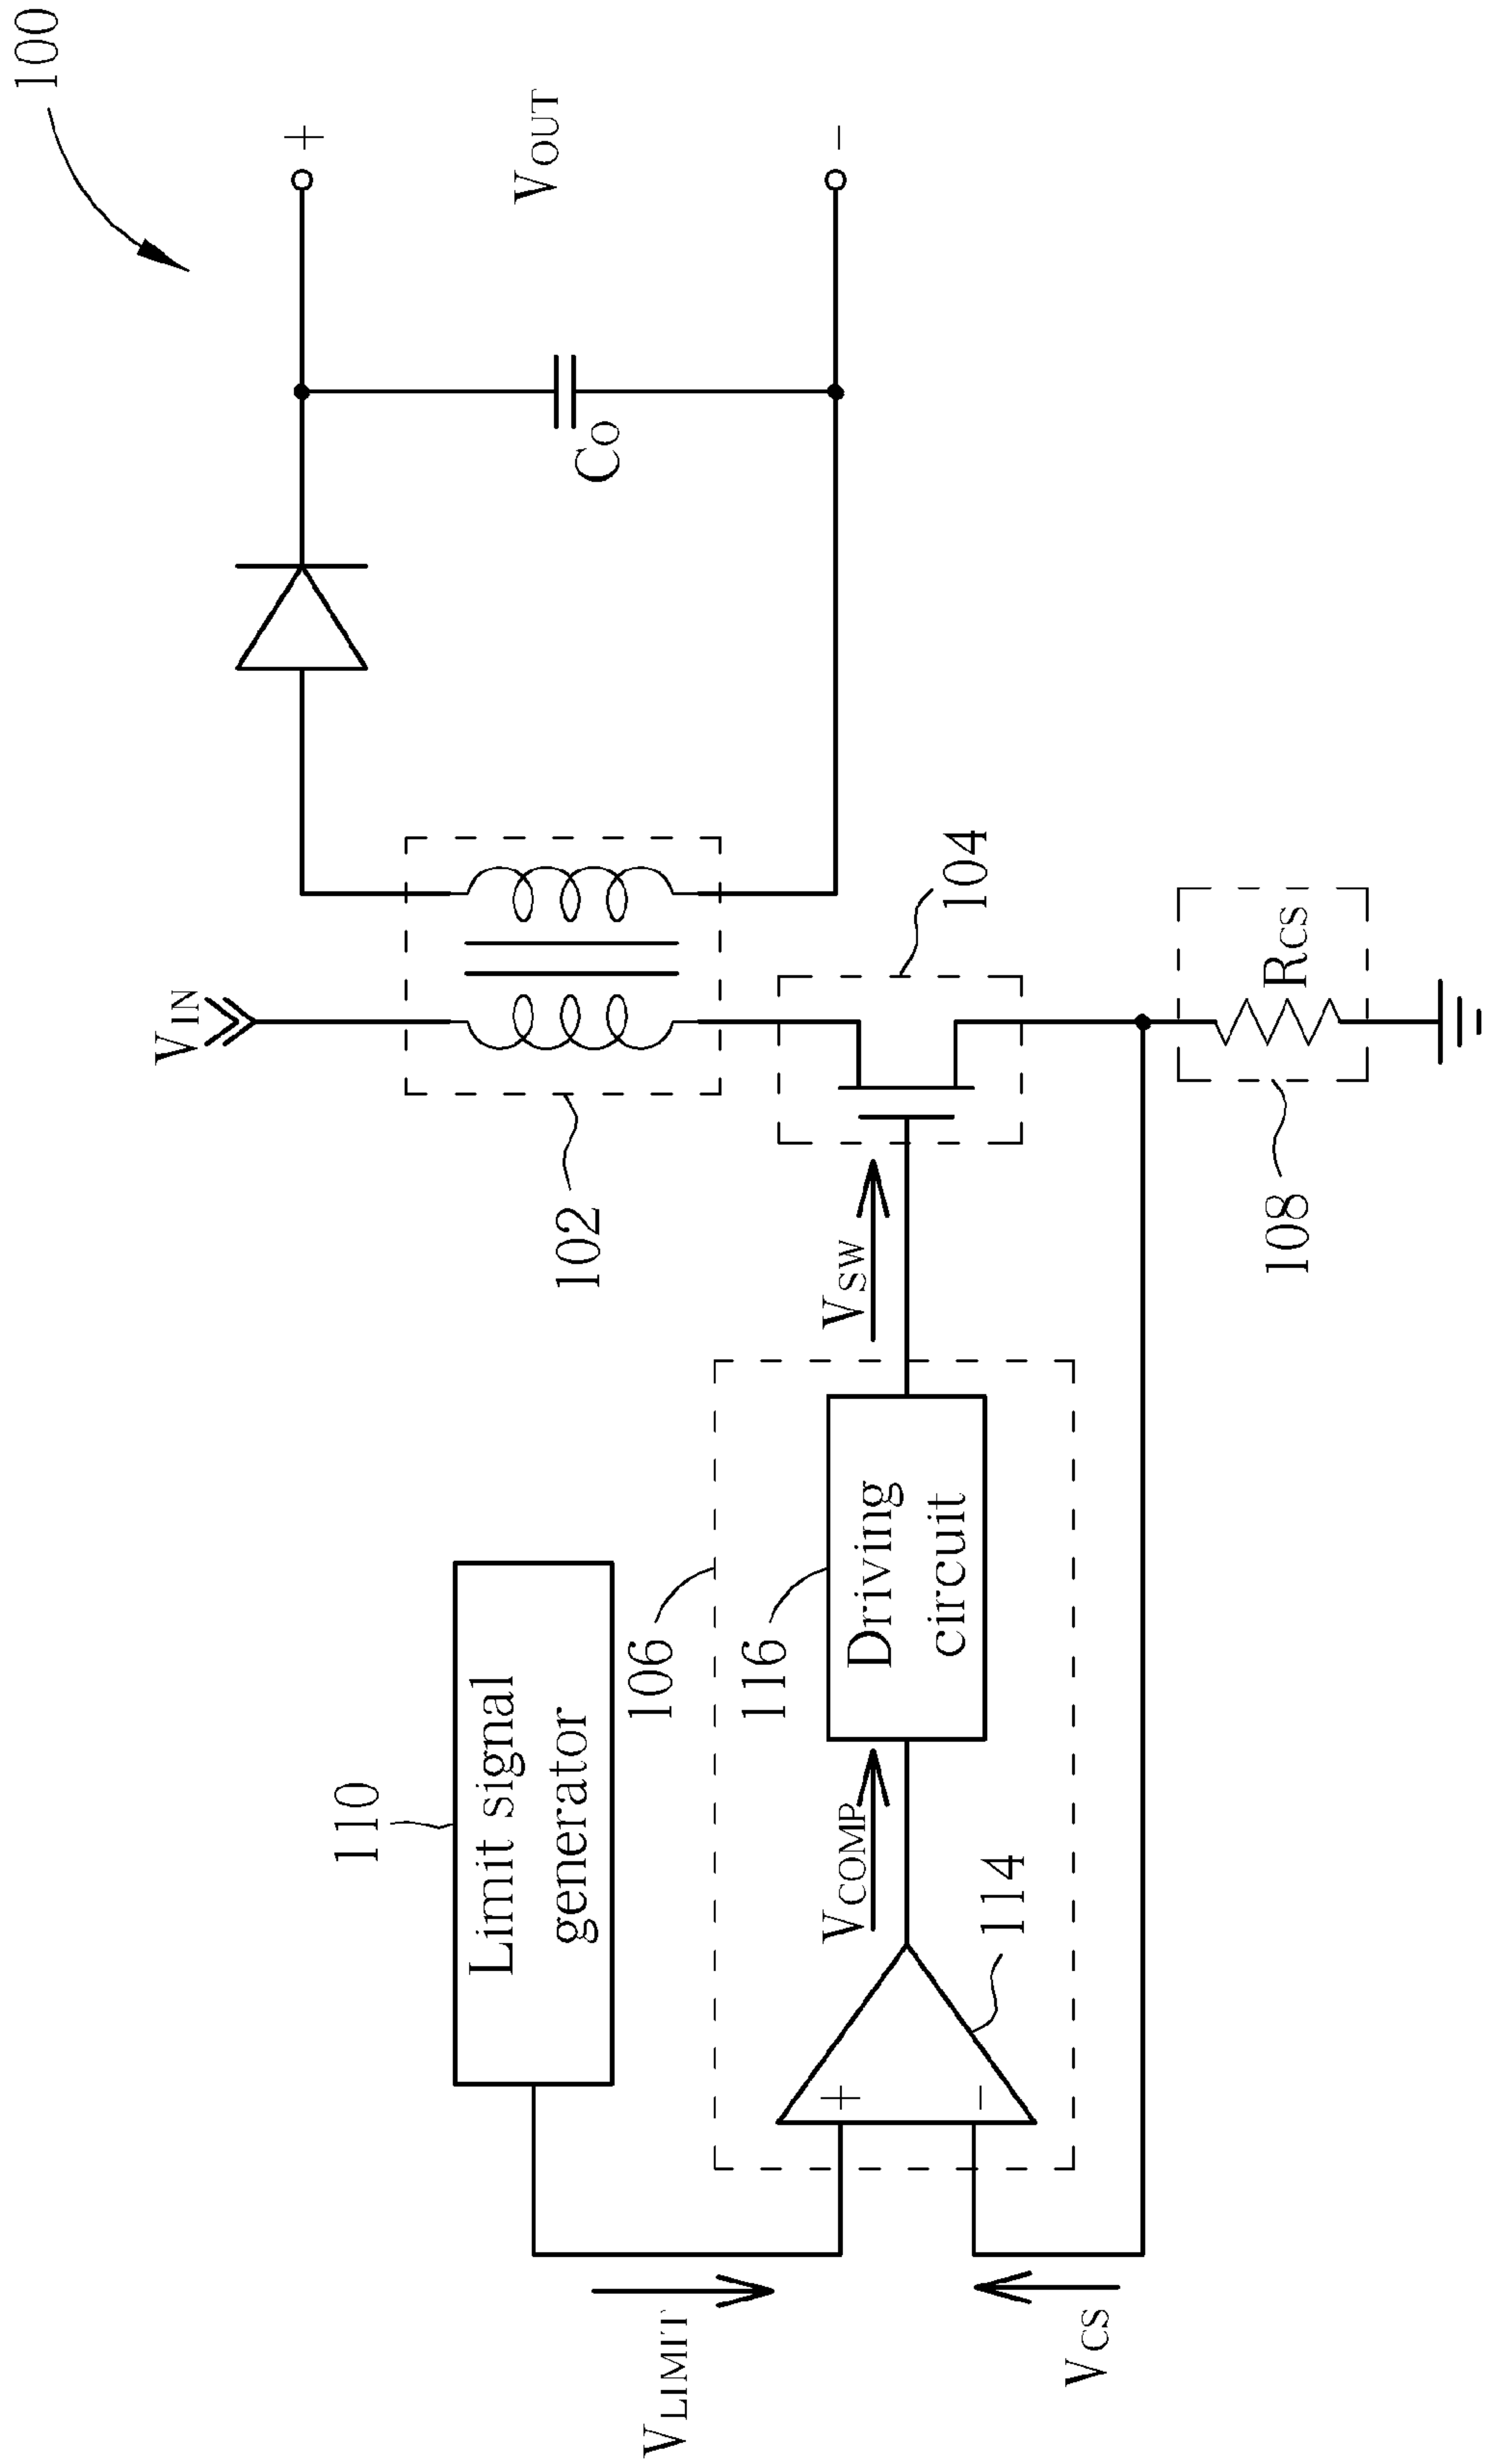 100
VIN
+
VOUT
-
CO
102
104
RCS
108
VSW
110
Limit signal
generator
106
116
Driving
circuit
VCOMP
114
+
-
VLIMIT
VCS